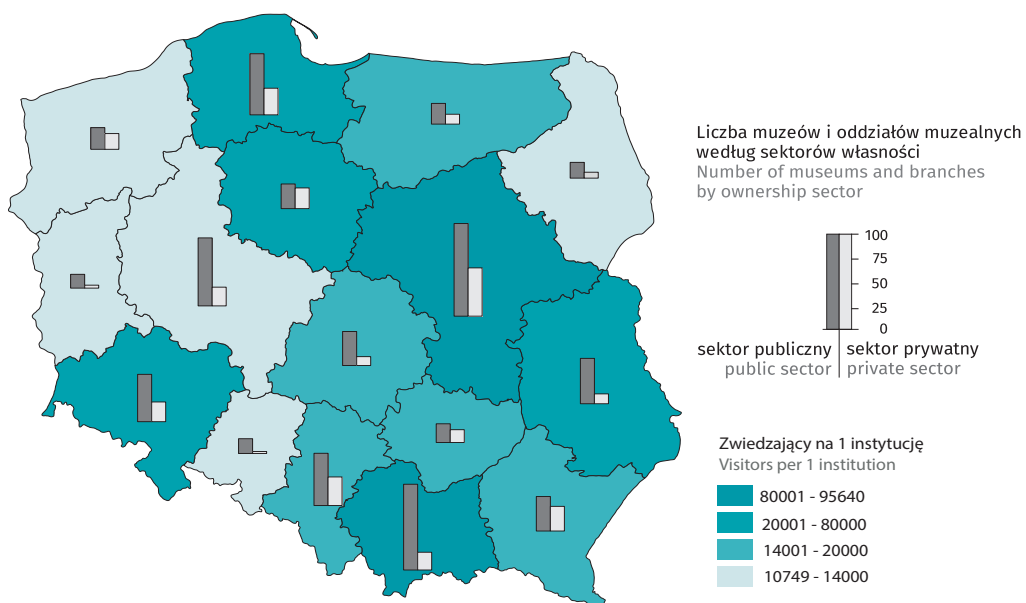 Liczba muzeów i oddziałów muzealnych
według sektorów własności
Number of museums and branches
by ownership sector
100
75
50
25
0
sektor publiczny sektor prywatny
public sector private sector
Zwiedzający na 1 instytucję
Visitors per 1 institution
80001 - 95640
20001 - 80000
14001 - 20000
10749 - 14000